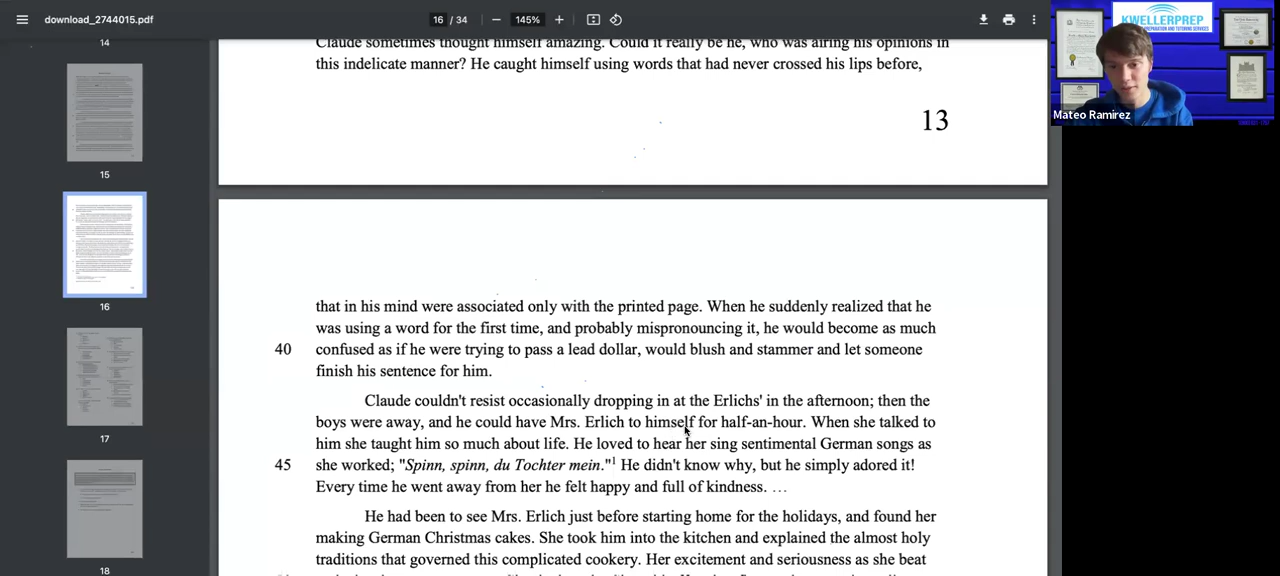 download_2744015.pdf
16 / 34
145%
14
15
16
17
18
Claude sometimes thought himself amazing. Could it really be he, who was airing his opinions in
this indelicate manner? He caught himself using words that had never crossed his lips before,
13
that in his mind were associated only with the printed page. When he suddenly realized that he
was using a word for the first time, and probably mispronouncing it, he would become as much
40 confused as if he were trying to pass a lead dollar, would blush and stammer and let someone
finish his sentence for him.
Claude couldn't resist occasionally dropping in at the Erlichs' in the afternoon; then the
boys were away, and he could have Mrs. Erlich to himself for half-an-hour. When she talked to
him she taught him so much about life. He loved to hear her sing sentimental German songs as
45 she worked; "Spinn, spinn, du Tochter mein."1 He didn't know why, but he simply adored it!
Every time he went away from her he felt happy and full of kindness. …
He had been to see Mrs. Erlich just before starting home for the holidays, and found her
making German Christmas cakes. She took him into the kitchen and explained the almost holy
traditions that governed this complicated cookery. Her excitement and seriousness as she beat
KWELLERPREP
Mateo Ramirez